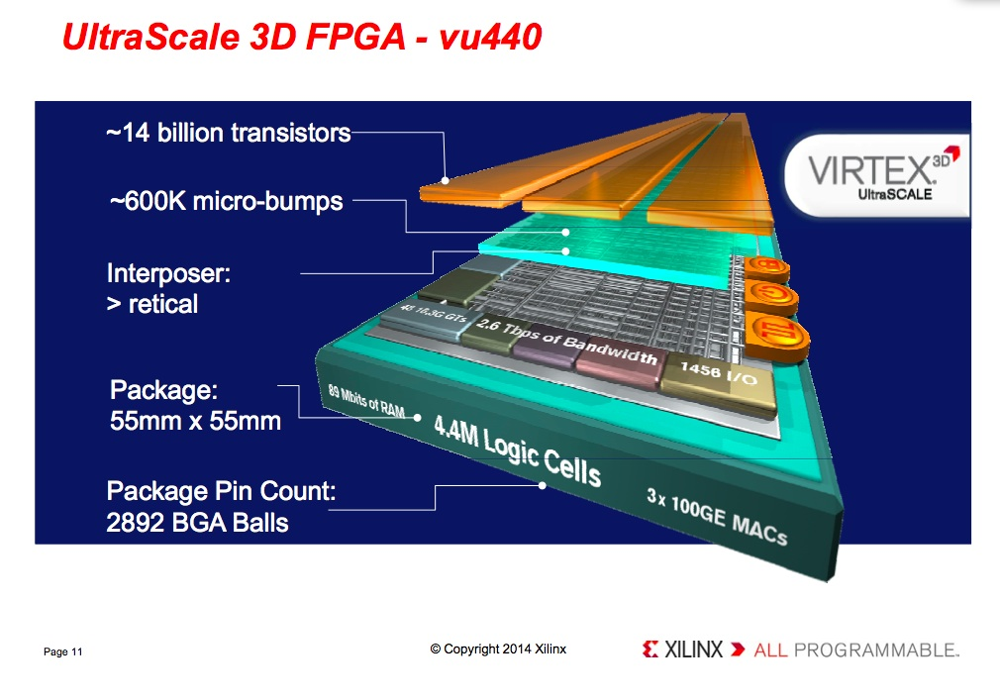 UltraScale 3D FPGA - vu440
~14 billion transistors
~600K micro-bumps
Interposer:
> retical
Package:
55mm x 55mm
Package Pin Count:
2892 BGA Balls
VIRTEX.3D
UltraSCALE
48 16.3G GTs
2.6 Tbps of Bandwidth
1456 I/O
89 Mbits of RAM
4.4M Logic Cells
3x 100GE MACs
Page 11
© Copyright 2014 Xilinx
XILINX
ALL PROGRAMMABLE™